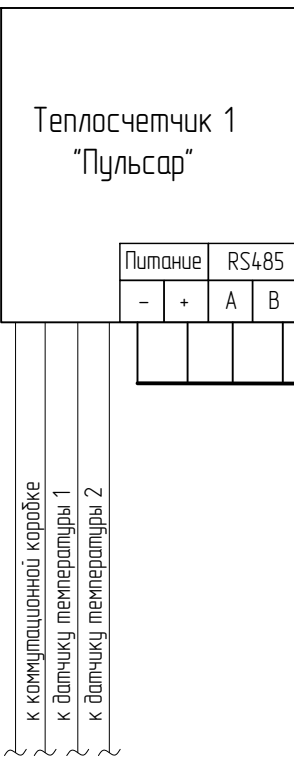 Теплосчетчик 1
"Пульсар"
Питание RS485
- + A B
к коммутационной коробке
к датчику температуры 1
к датчику температуры 2